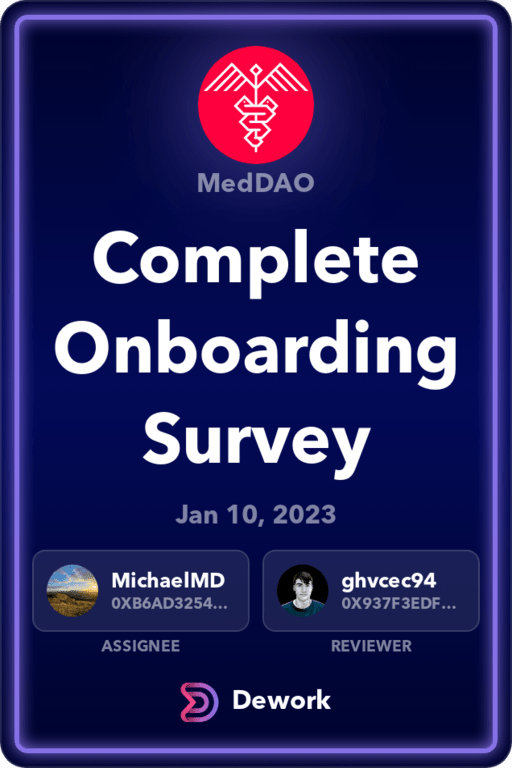 MedDAO
Complete
Onboarding
Survey
Jan 10, 2023
MichaelMD
0XB6AD3254...
ghvcec94
0X937F3EDF...
ASSIGNEE
REVIEWER
Dework